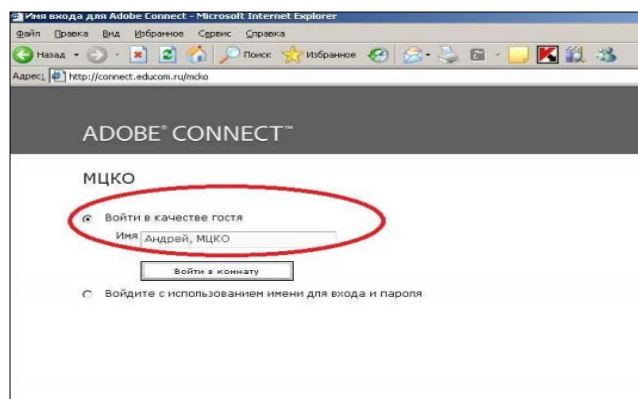 Имя входа для Adobe Connect - Microsoft Internet Explorer
Файл Правка Вид Избранное Сервис Справка
Назад Поиск Избранное
Адрес: http://connect.educom.ru/mcko
ADOBE® CONNECT™
МЦКО
Войти в качестве гостя
Имя Андрей, МЦКО
Войти в комнату
Войдите с использованием имени для входа и пароля